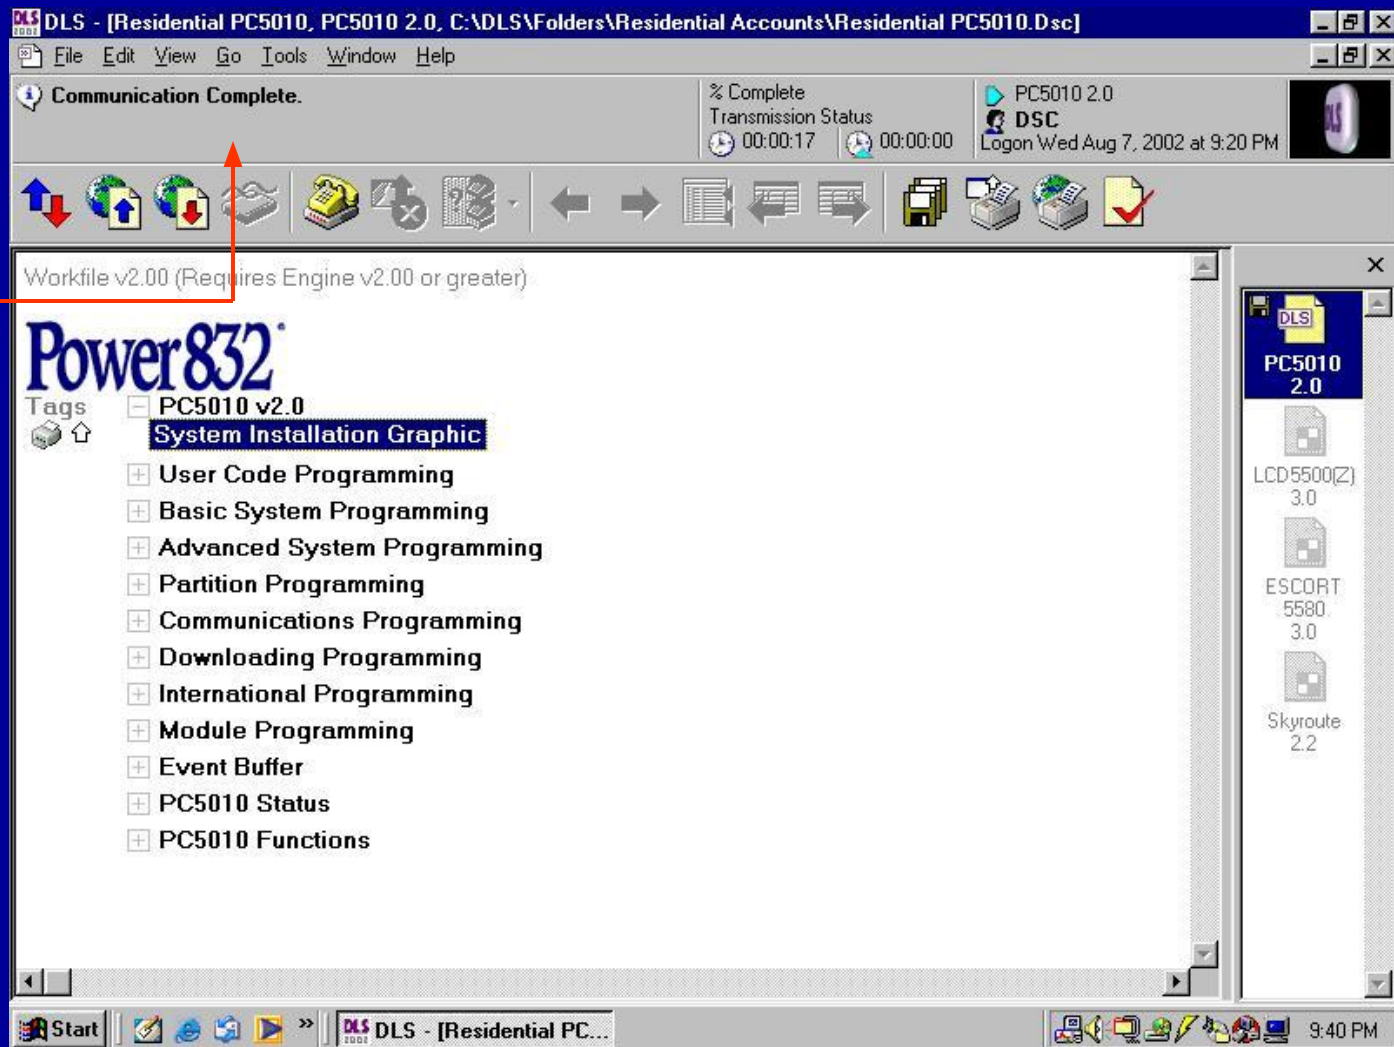 DLS - [Residential PC5010, PC5010 2.0, C:\DLS\Folders\Residential Accounts\Residential PC5010.Dsc]
File Edit View Go Tools Window Help
Communication Complete.
% Complete
Transmission Status
00:00:17 00:00:00
PC5010 2.0
DSC
Logon Wed Aug 7, 2002 at 9:20 PM
DLS
Workfile v2.00 (Requires Engine v2.00 or greater)
Power832
Tags
PC5010 v2.0
System Installation Graphic
User Code Programming
Basic System Programming
Advanced System Programming
Partition Programming
Communications Programming
Downloading Programming
International Programming
Module Programming
Event Buffer
PC5010 Status
PC5010 Functions
DLS
PC5010
2.0
LCD5500(Z)
3.0
ESCORT
5580
3.0
Skyroute
2.2
Start
DLS - [Residential PC...
9:40 PM